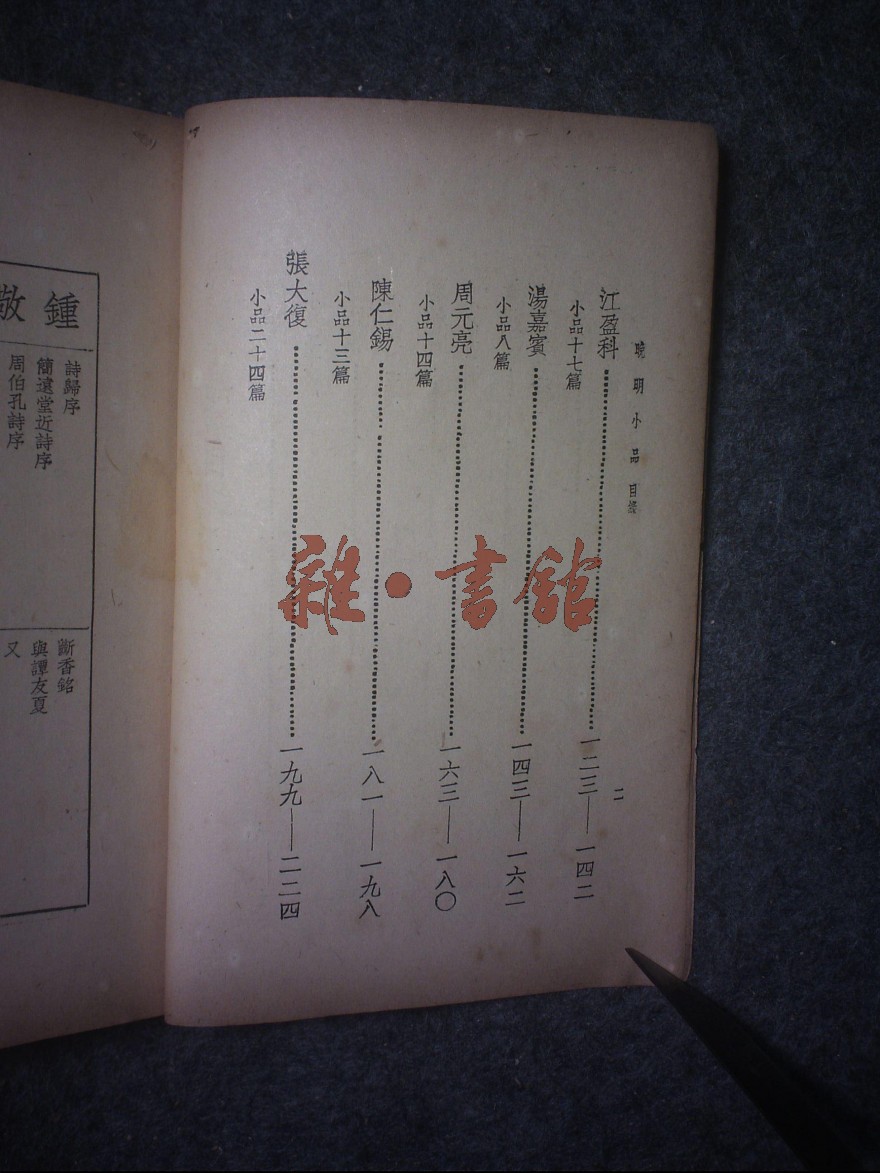 晚明小品目錄
二
江盈科………一二三——一四二
小品十七篇
湯嘉賓………一四三——一六二
小品八篇
周元亮………一六三——一八〇
小品十四篇
陳仁錫………一八一——一九八
小品十三篇
張大復………一九九——二二四
小品二十四篇
雜·書館
鍾
詩歸序
簡遠堂近詩序
周伯孔詩序
斷香銘
與譚友夏
又